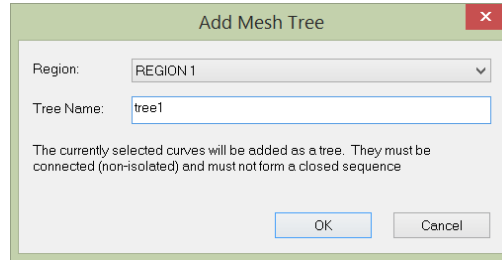 Add Mesh Tree
x
Region:
REGION 1
Tree Name:
tree1
The currently selected curves will be added as a tree. They must be
connected (non-isolated) and must not form a closed sequence
OK
Cancel